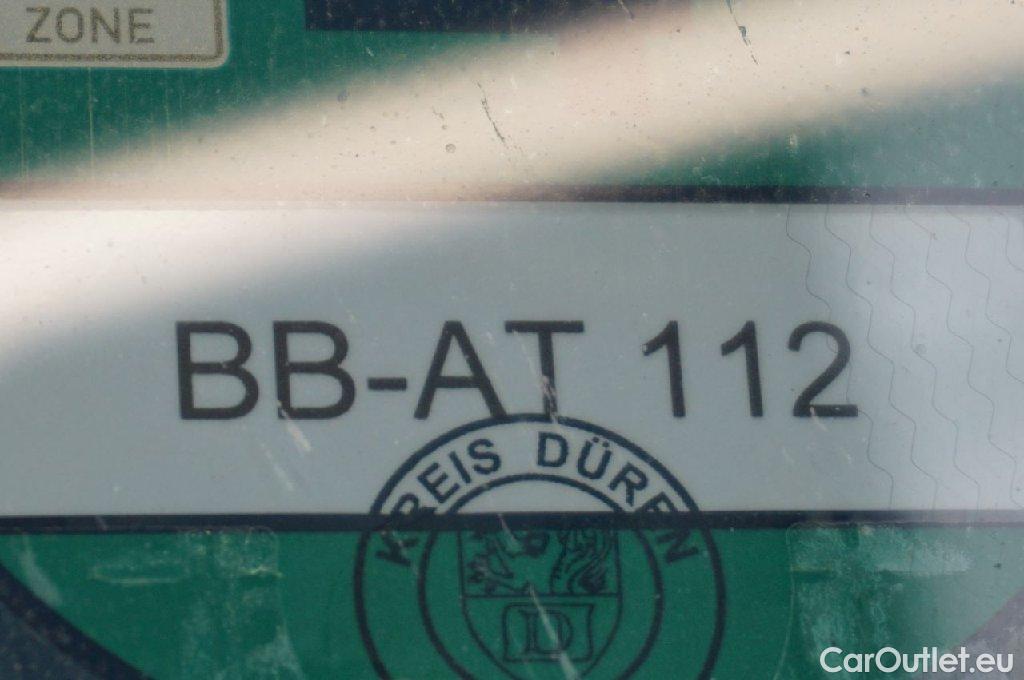 ZONE
BB-AT 112
KREIS DÜREN
D
CarOutlet.eu